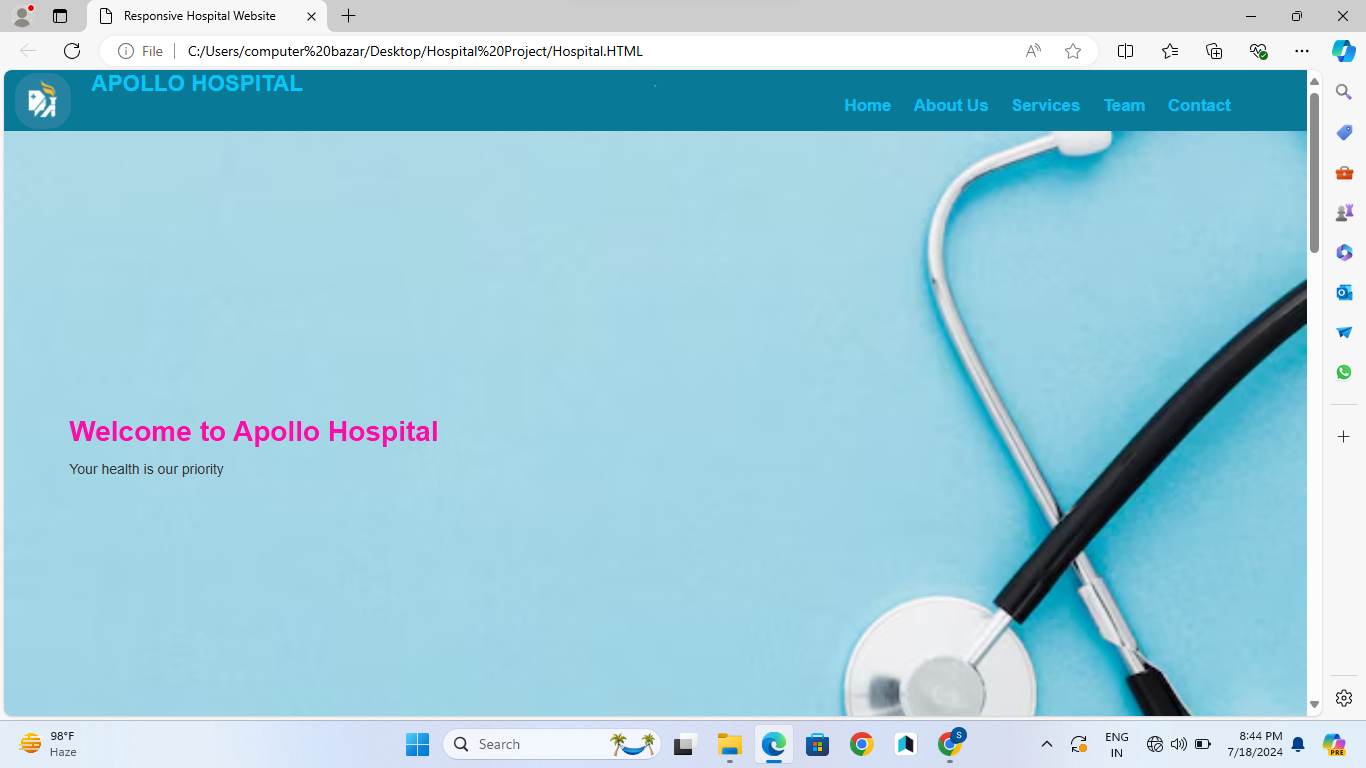 Responsive Hospital Website
File
C:/Users/computer%20bazar/Desktop/Hospital%20Project/Hospital.HTML
APOLLO HOSPITAL
Home About Us Services Team Contact
Welcome to Apollo Hospital
Your health is our priority
98°F
Haze
Search
S
ENG
IN
8:44 PM
7/18/2024
PRE